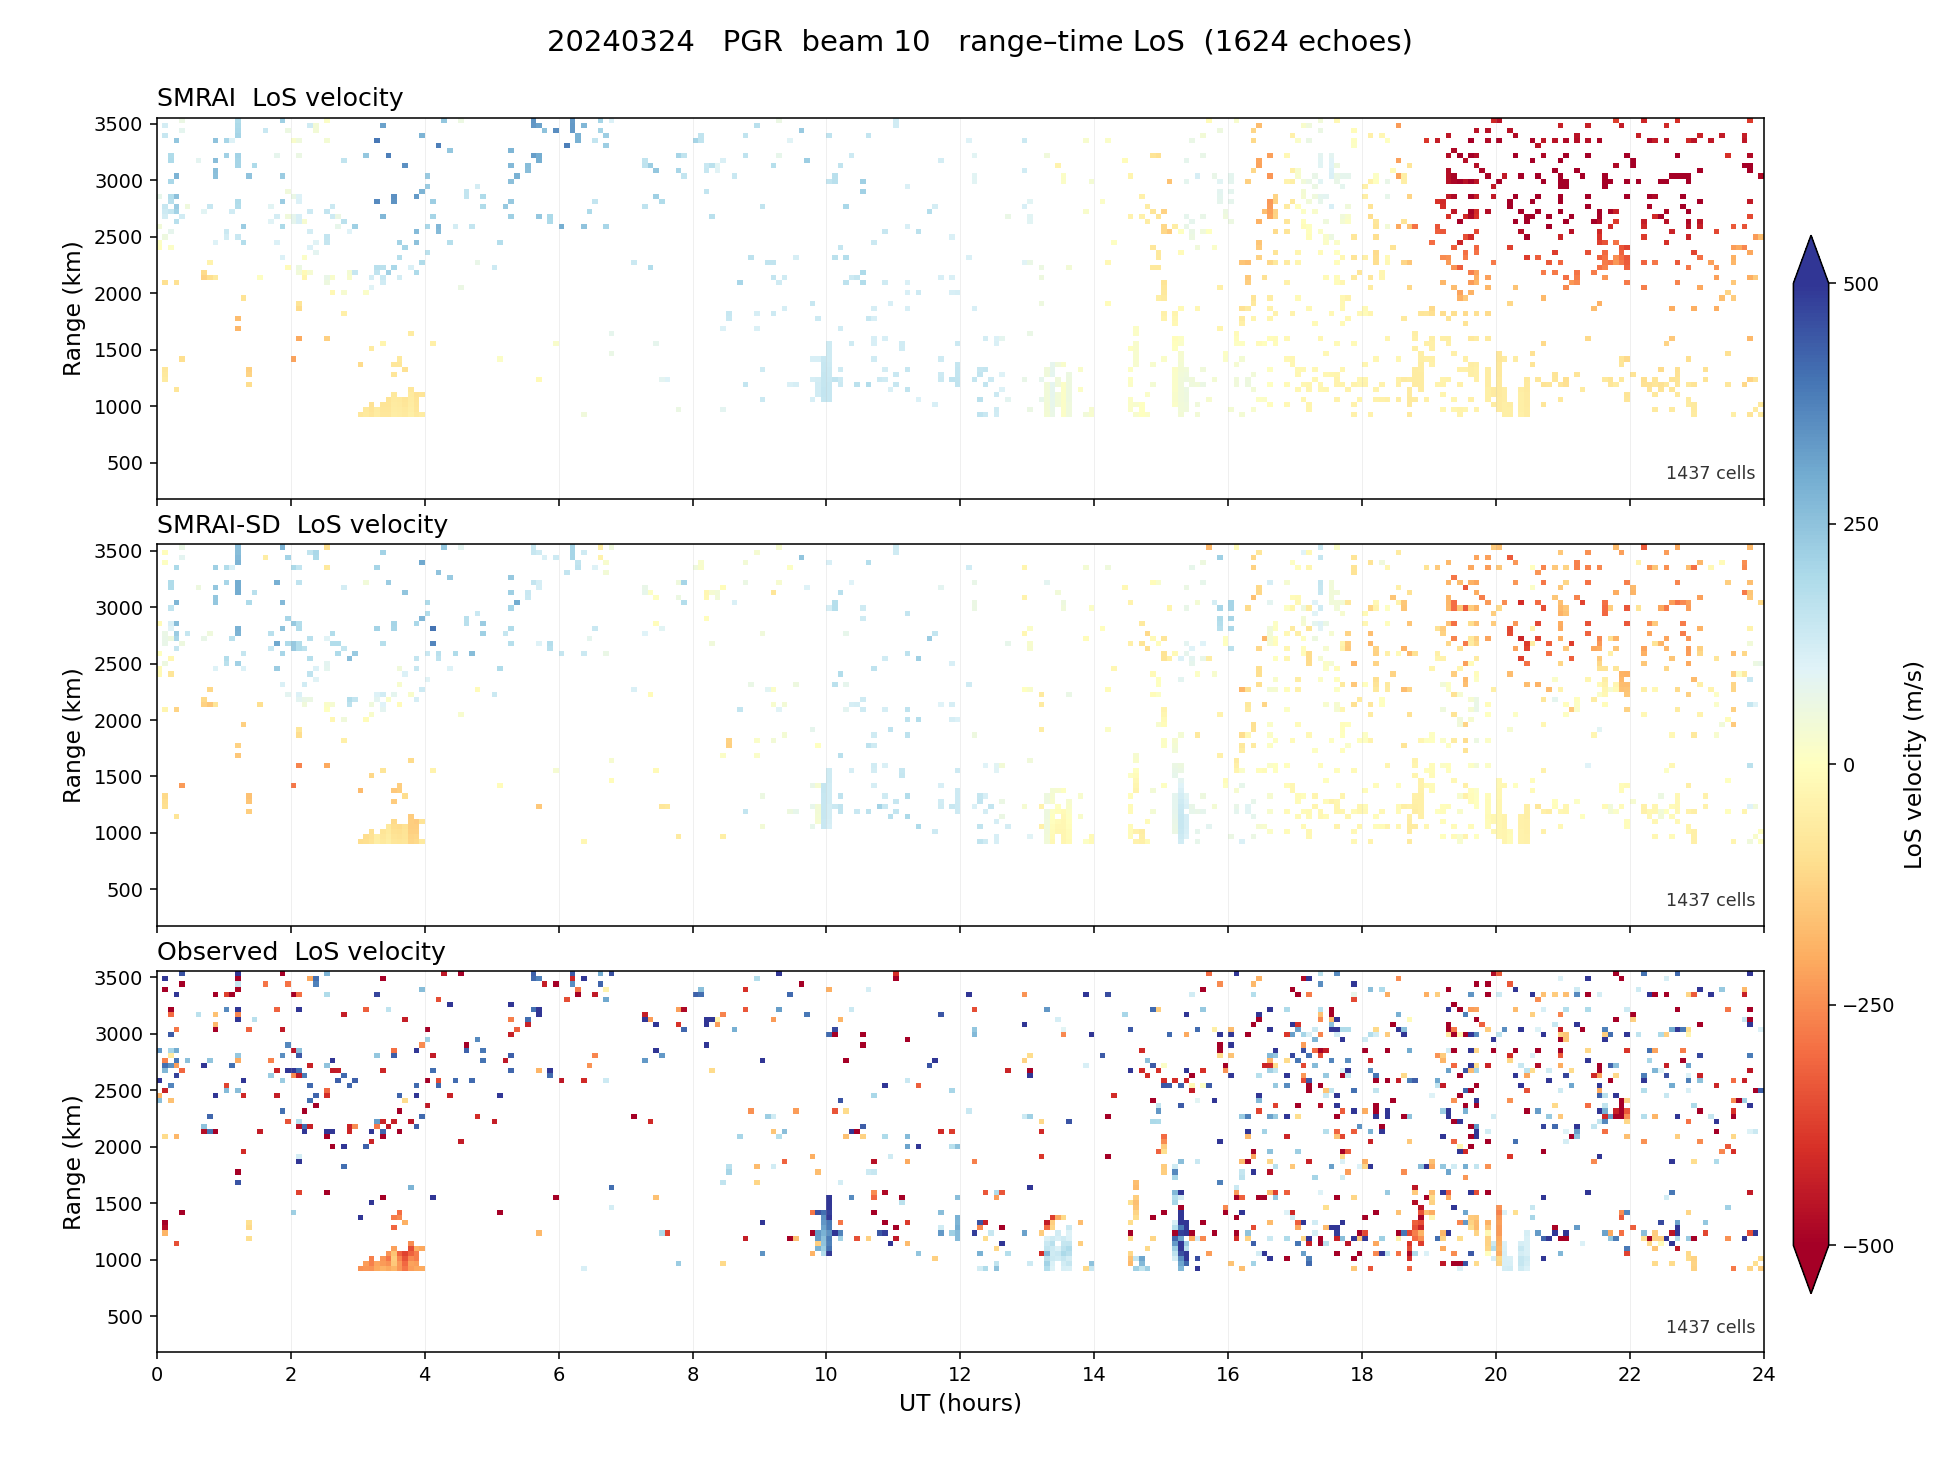 20240324   PGR  beam 10   range–time LoS  (1624 echoes)
SMRAI  LoS velocity
3500
3000
2500
2000
1500
1000
500
Range (km)
1437 cells
SMRAI-SD  LoS velocity
3500
3000
2500
2000
1500
1000
500
Range (km)
1437 cells
Observed  LoS velocity
3500
3000
2500
2000
1500
1000
500
Range (km)
1437 cells
0 2 4 6 8 10 12 14 16 18 20 22 24
UT (hours)
500
250
0
−250
−500
LoS velocity (m/s)